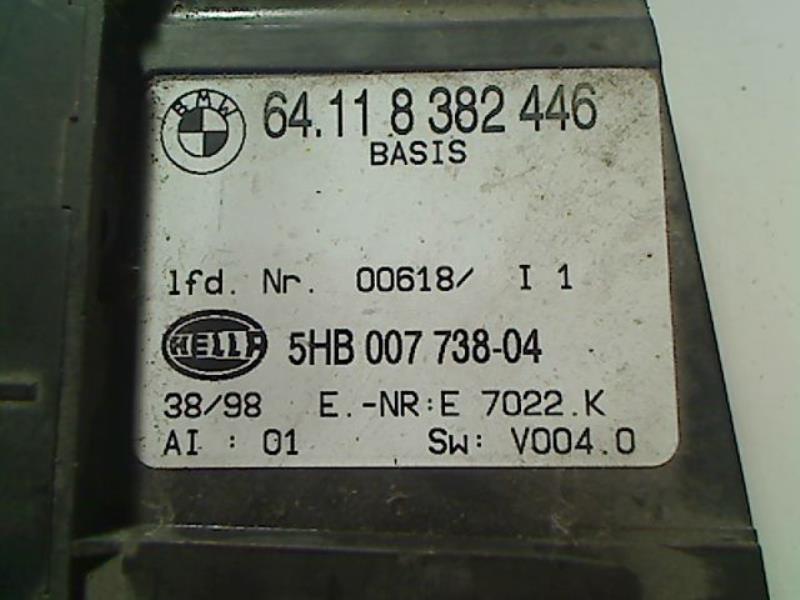 BMW
64.11 8 382 446
BASIS
lfd. Nr. 00618/ I 1
HELLA
5HB 007 738-04
38/98 E.-NR:E 7022.K
AI : 01 Sw: V004.0